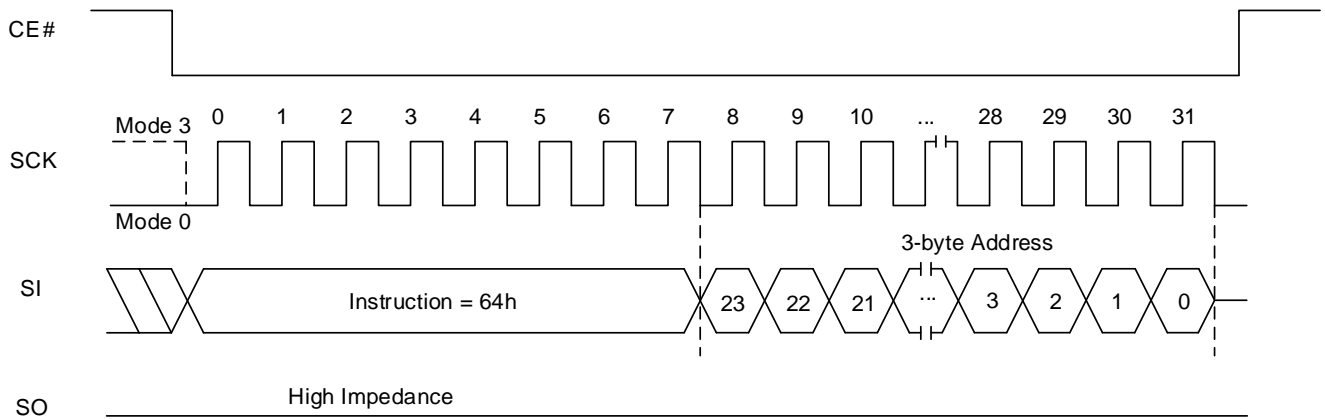 CE#
0 1 2 3 4 5 6 7 8 9 10 ... 28 29 30 31
Mode 3
SCK
Mode 0
3-byte Address
SI
Instruction = 64h
23 22 21 ... 3 2 1 0
High Impedance
SO